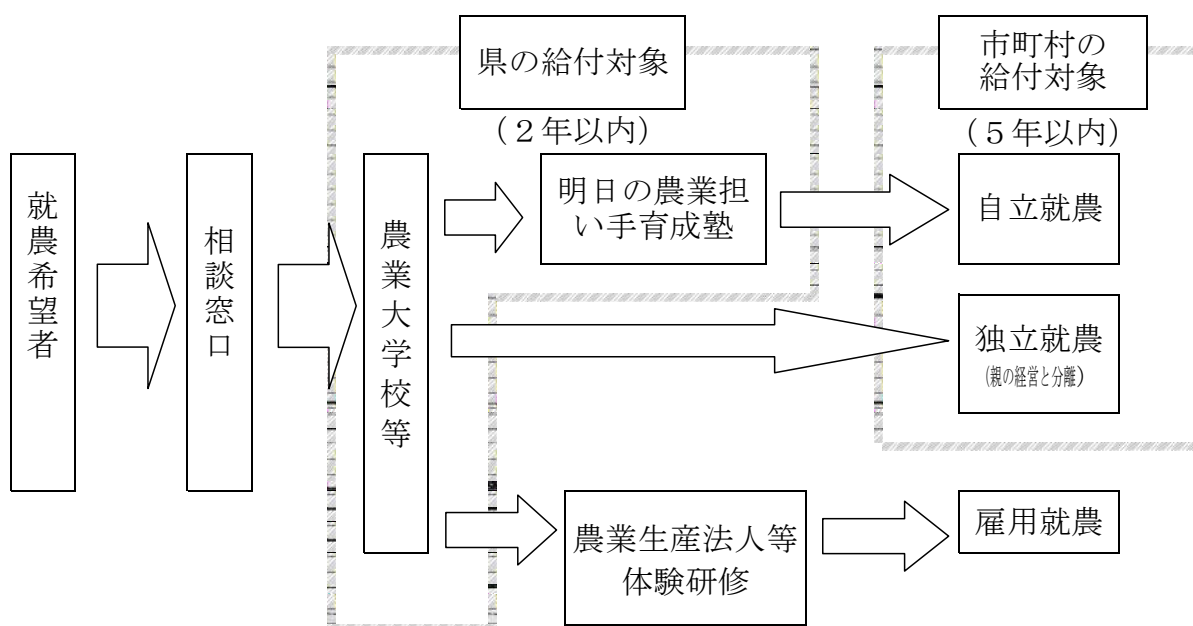 県の給付対象
(２年以内)
市町村の
給付対象
(５年以内)
就農希望者
相談窓口
農業大学校等
明日の農業担
い手育成塾
自立就農
独立就農
(親の経営と分離)
農業生産法人等
体験研修
雇用就農